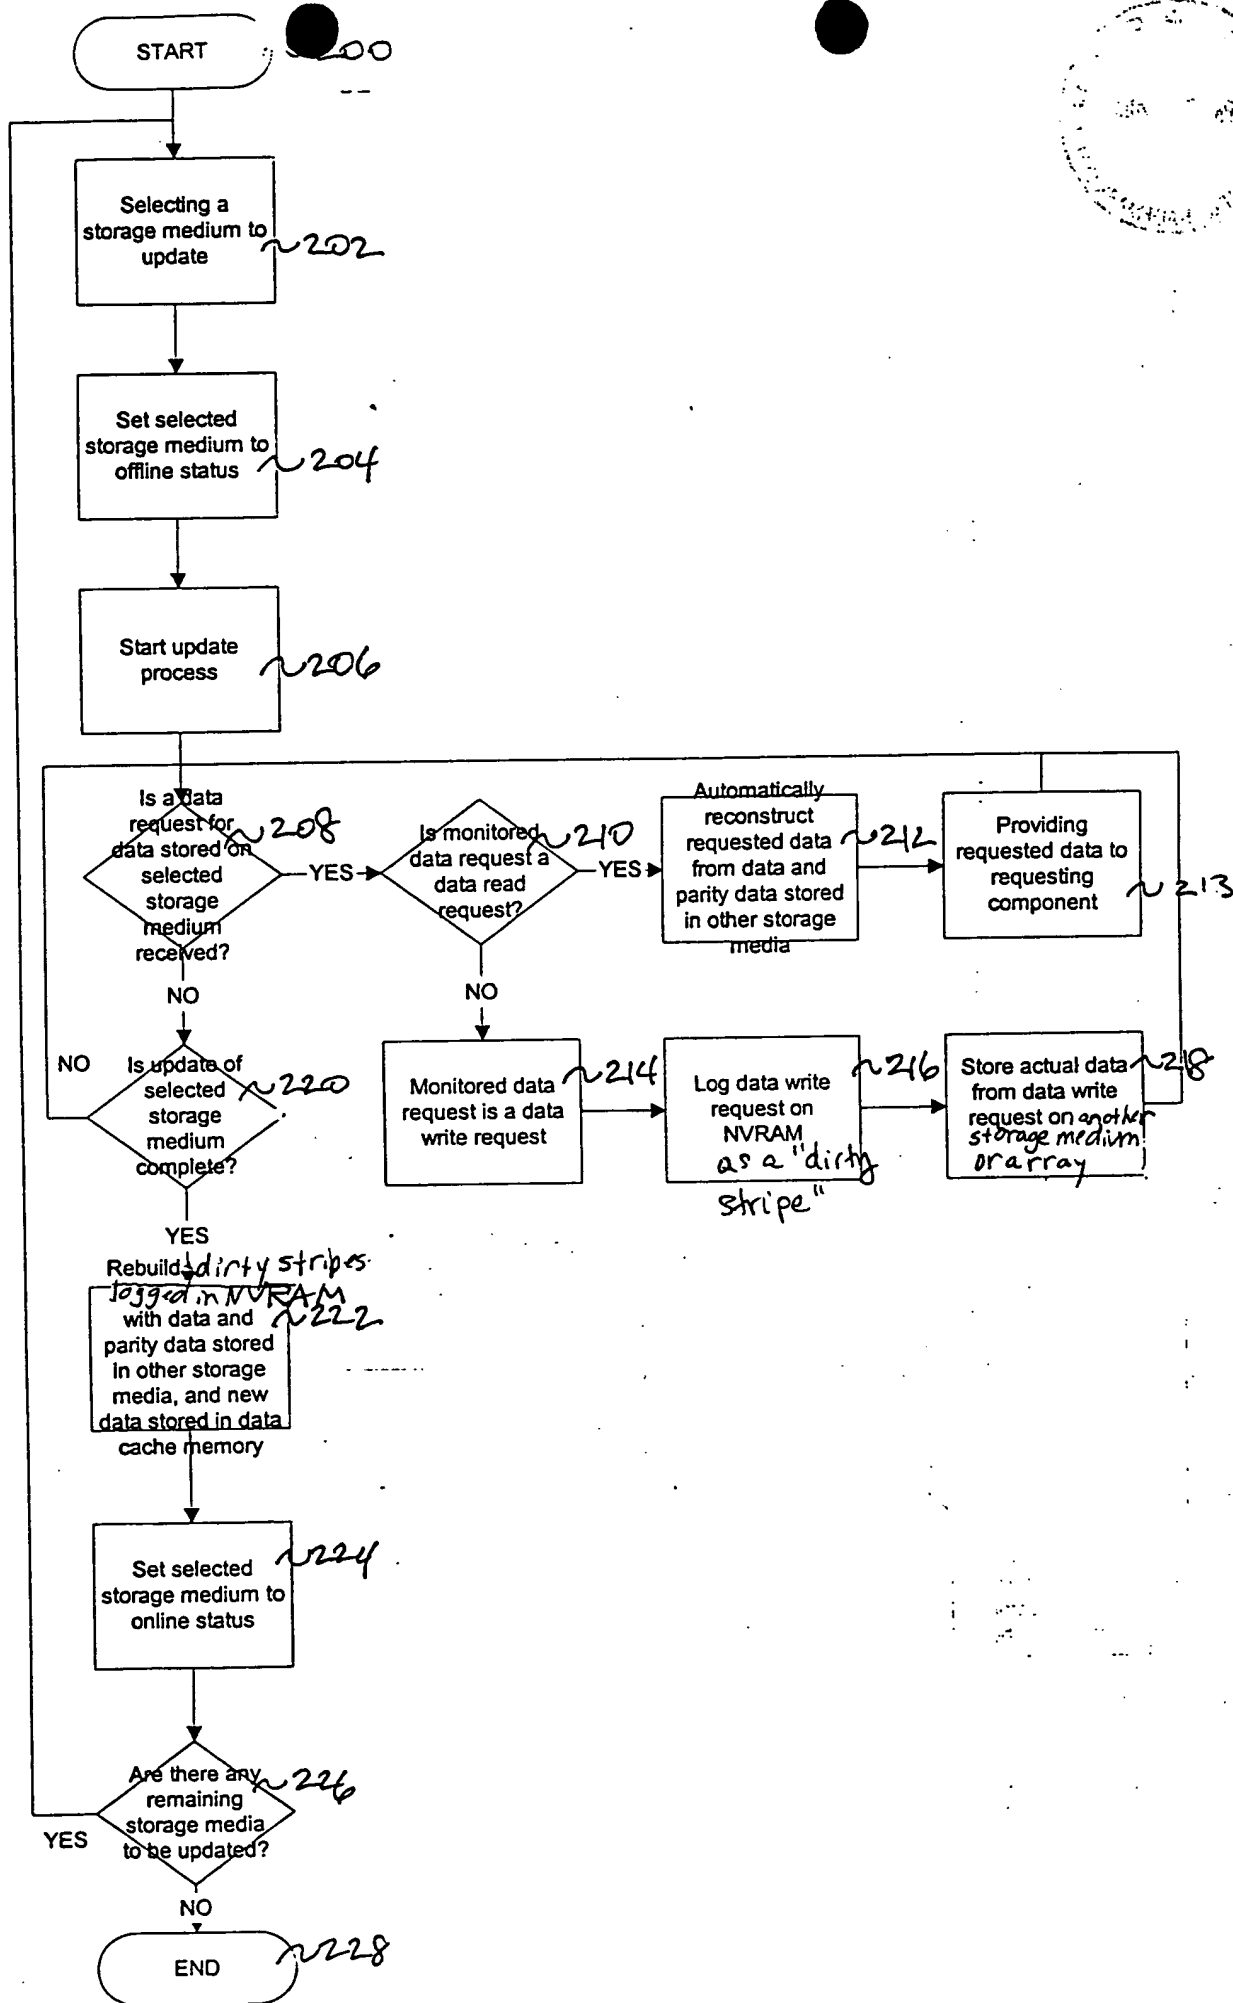 START
200
Selecting a
storage medium to
update
~202
Set selected
storage medium to
offline status
~204
Start update
process
~206
Is a data
request for
data stored on
selected
storage
medium
received?
~208
YES
Is monitored
data request a
data read
request?
~210
YES
Automatically
reconstruct
requested data
from data and
parity data stored
in other storage
media
~212
Providing
requested data to
requesting
component
~213
NO
NO
NO
Is update of
selected
storage
medium
complete?
~220
Monitored data
request is a data
write request
~214
Log data write
request on
NVRAM
as a "dirty
stripe"
~216
Store actual data
from data write
request on another
storage medium
or array
~218
YES
Rebuild dirty stripes
logged in NVRAM
with data and
parity data stored
in other storage
media, and new
data stored in data
cache memory
~222
Set selected
storage medium to
online status
~224
Are there any
remaining
storage media
to be updated?
~226
YES
NO
END
~228